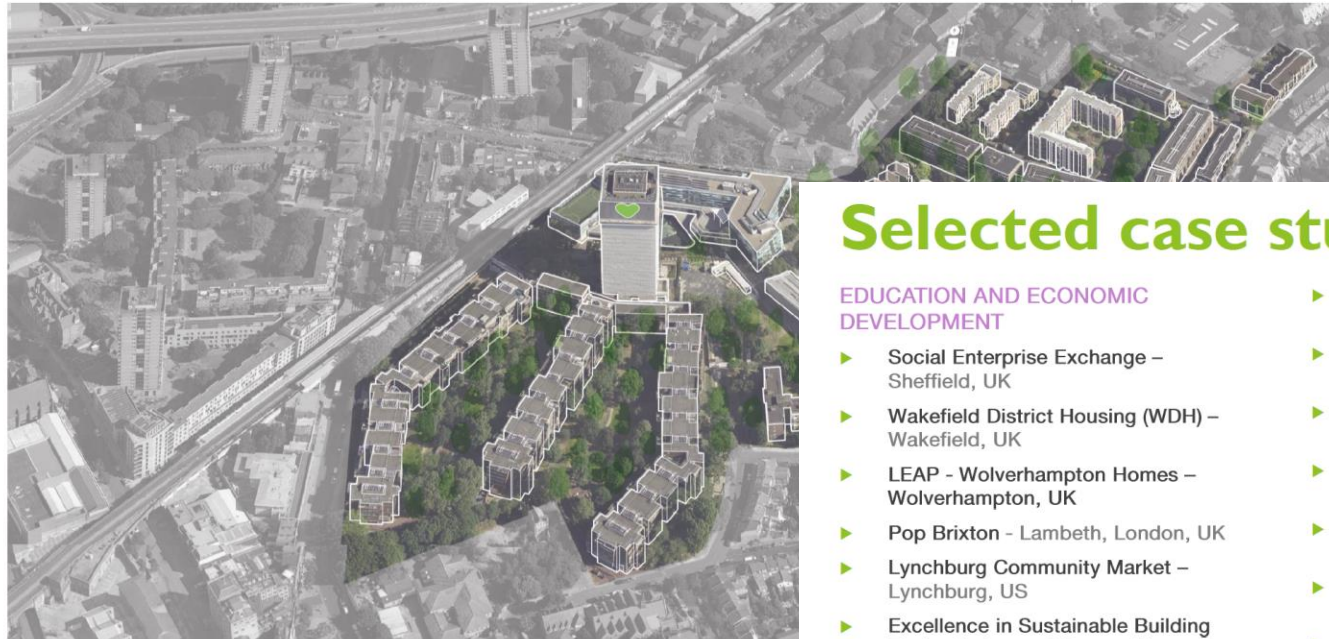 Selected case stu
EDUCATION AND ECONOMIC
DEVELOPMENT
Social Enterprise Exchange –
Sheffield, UK
Wakefield District Housing (WDH) –
Wakefield, UK
LEAP - Wolverhampton Homes –
Wolverhampton, UK
Pop Brixton - Lambeth, London, UK
Lynchburg Community Market –
Lynchburg, US
Excellence in Sustainable Building